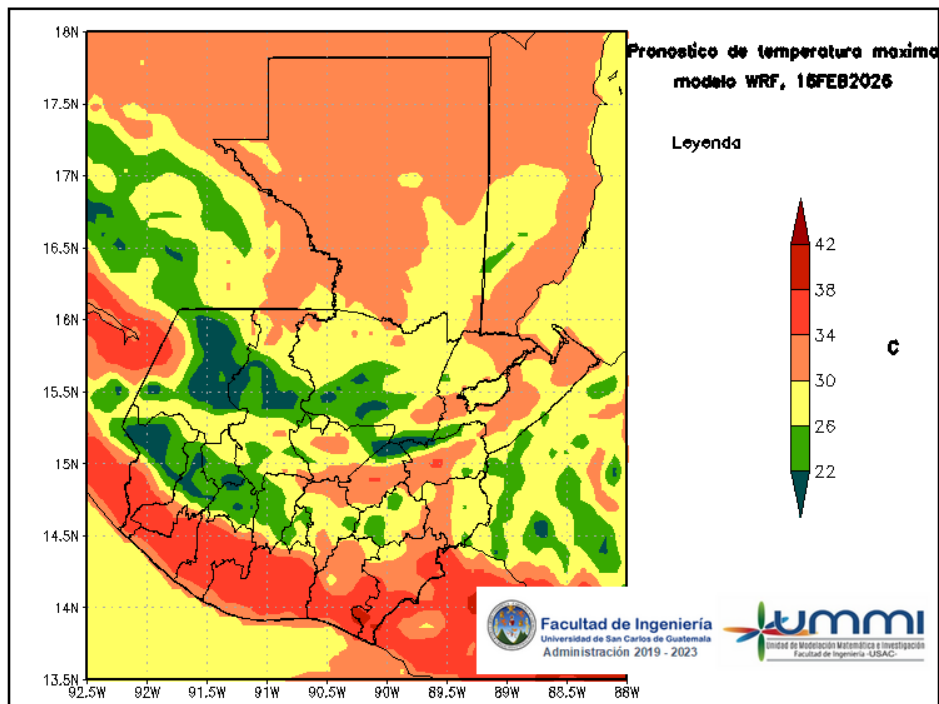 Pronostico de temperatura maxima
modelo WRF, 16FEB2026
Leyenda
42
38
34
30
26
22
C
18N
17.5N
17N
16.5N
16N
15.5N
15N
14.5N
14N
13.5N
92.5W
92W
91.5W
91W
90.5W
90W
89.5W
89W
88.5W
88W
Facultad de Ingeniería
Universidad de San Carlos de Guatemala
Administración 2019 - 2023
UMMI
Unidad de Modelación Matemática e Investigación
Facultad de Ingeniería -USAC-